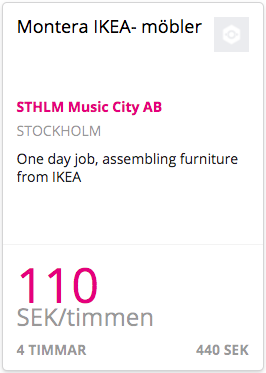 Montera IKEA- möbler
STHLM Music City AB
STOCKHOLM
One day job, assembling furniture
from IKEA
110
SEK/timmen
4 TIMMAR 440 SEK